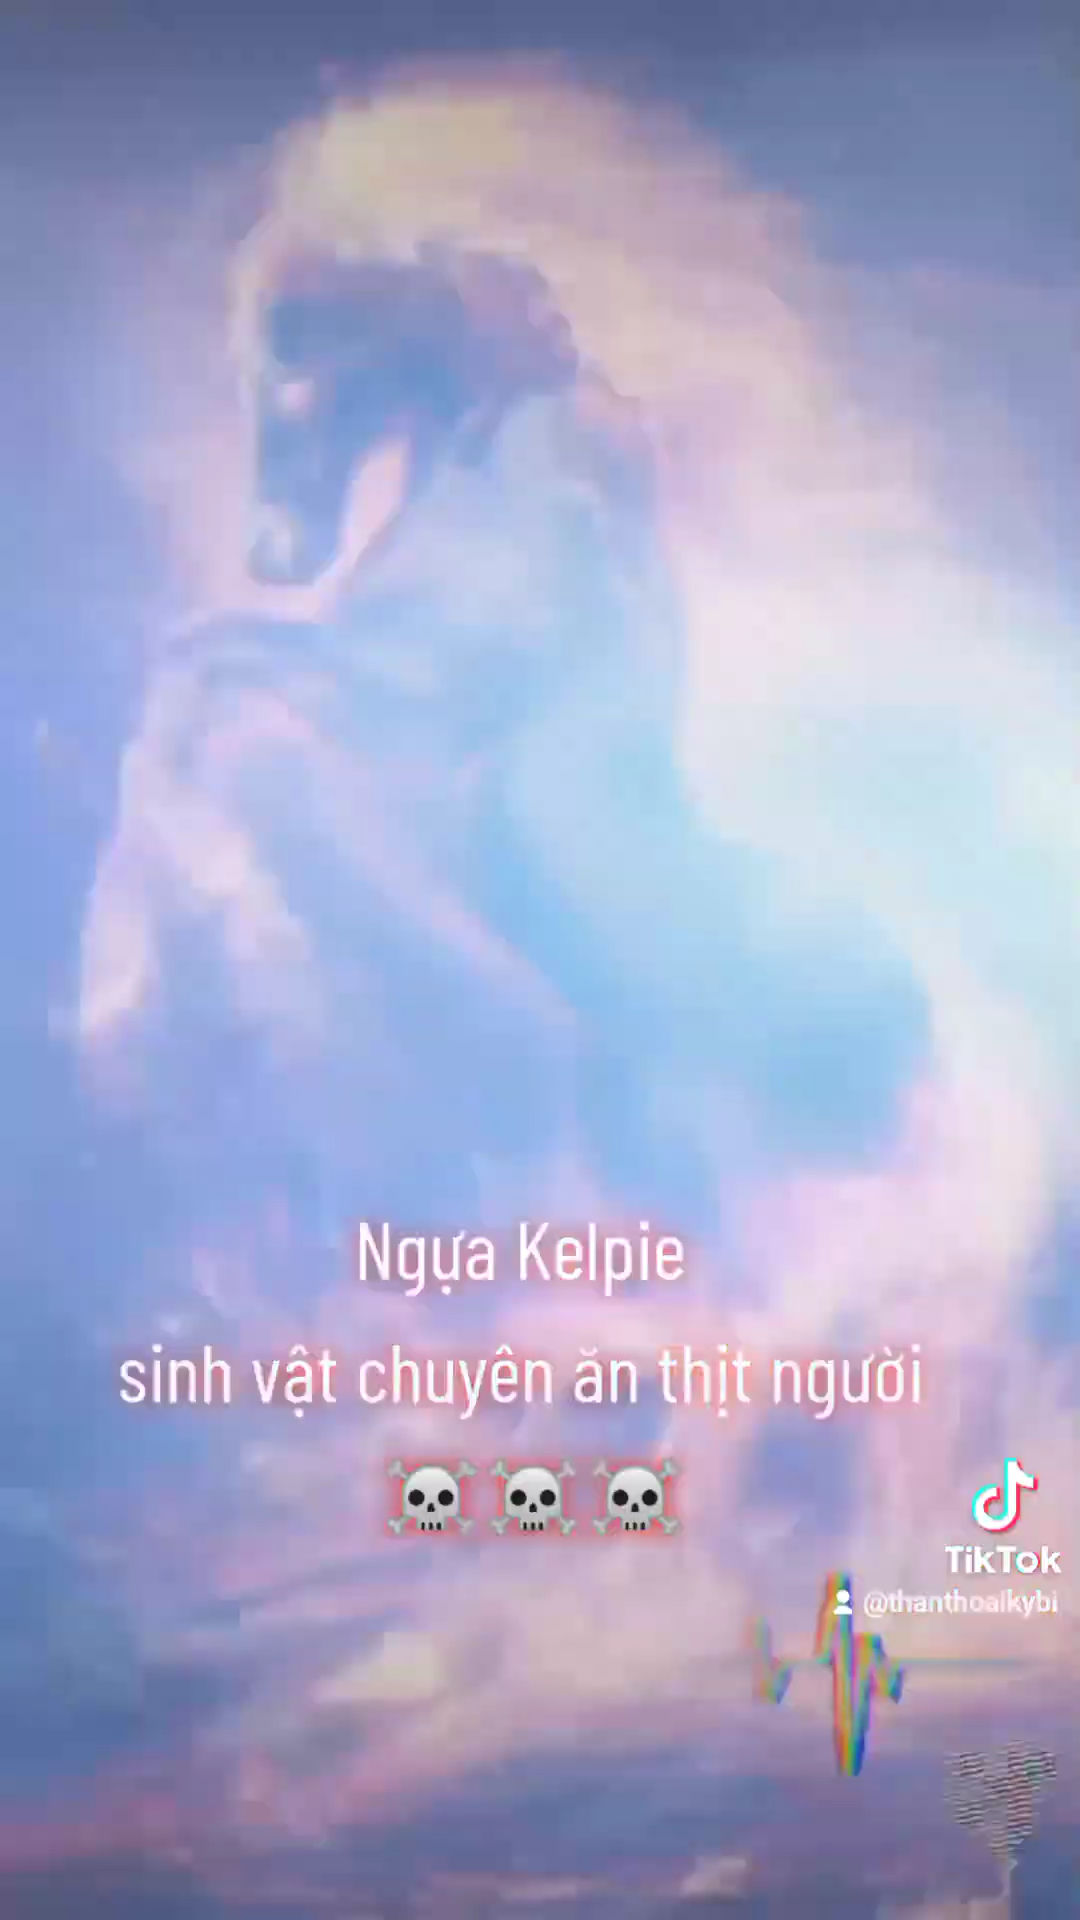 Ngựa Kelpie
sinh vật chuyên ăn thịt người
☠☠☠
TikTok
@thanthoaikybi